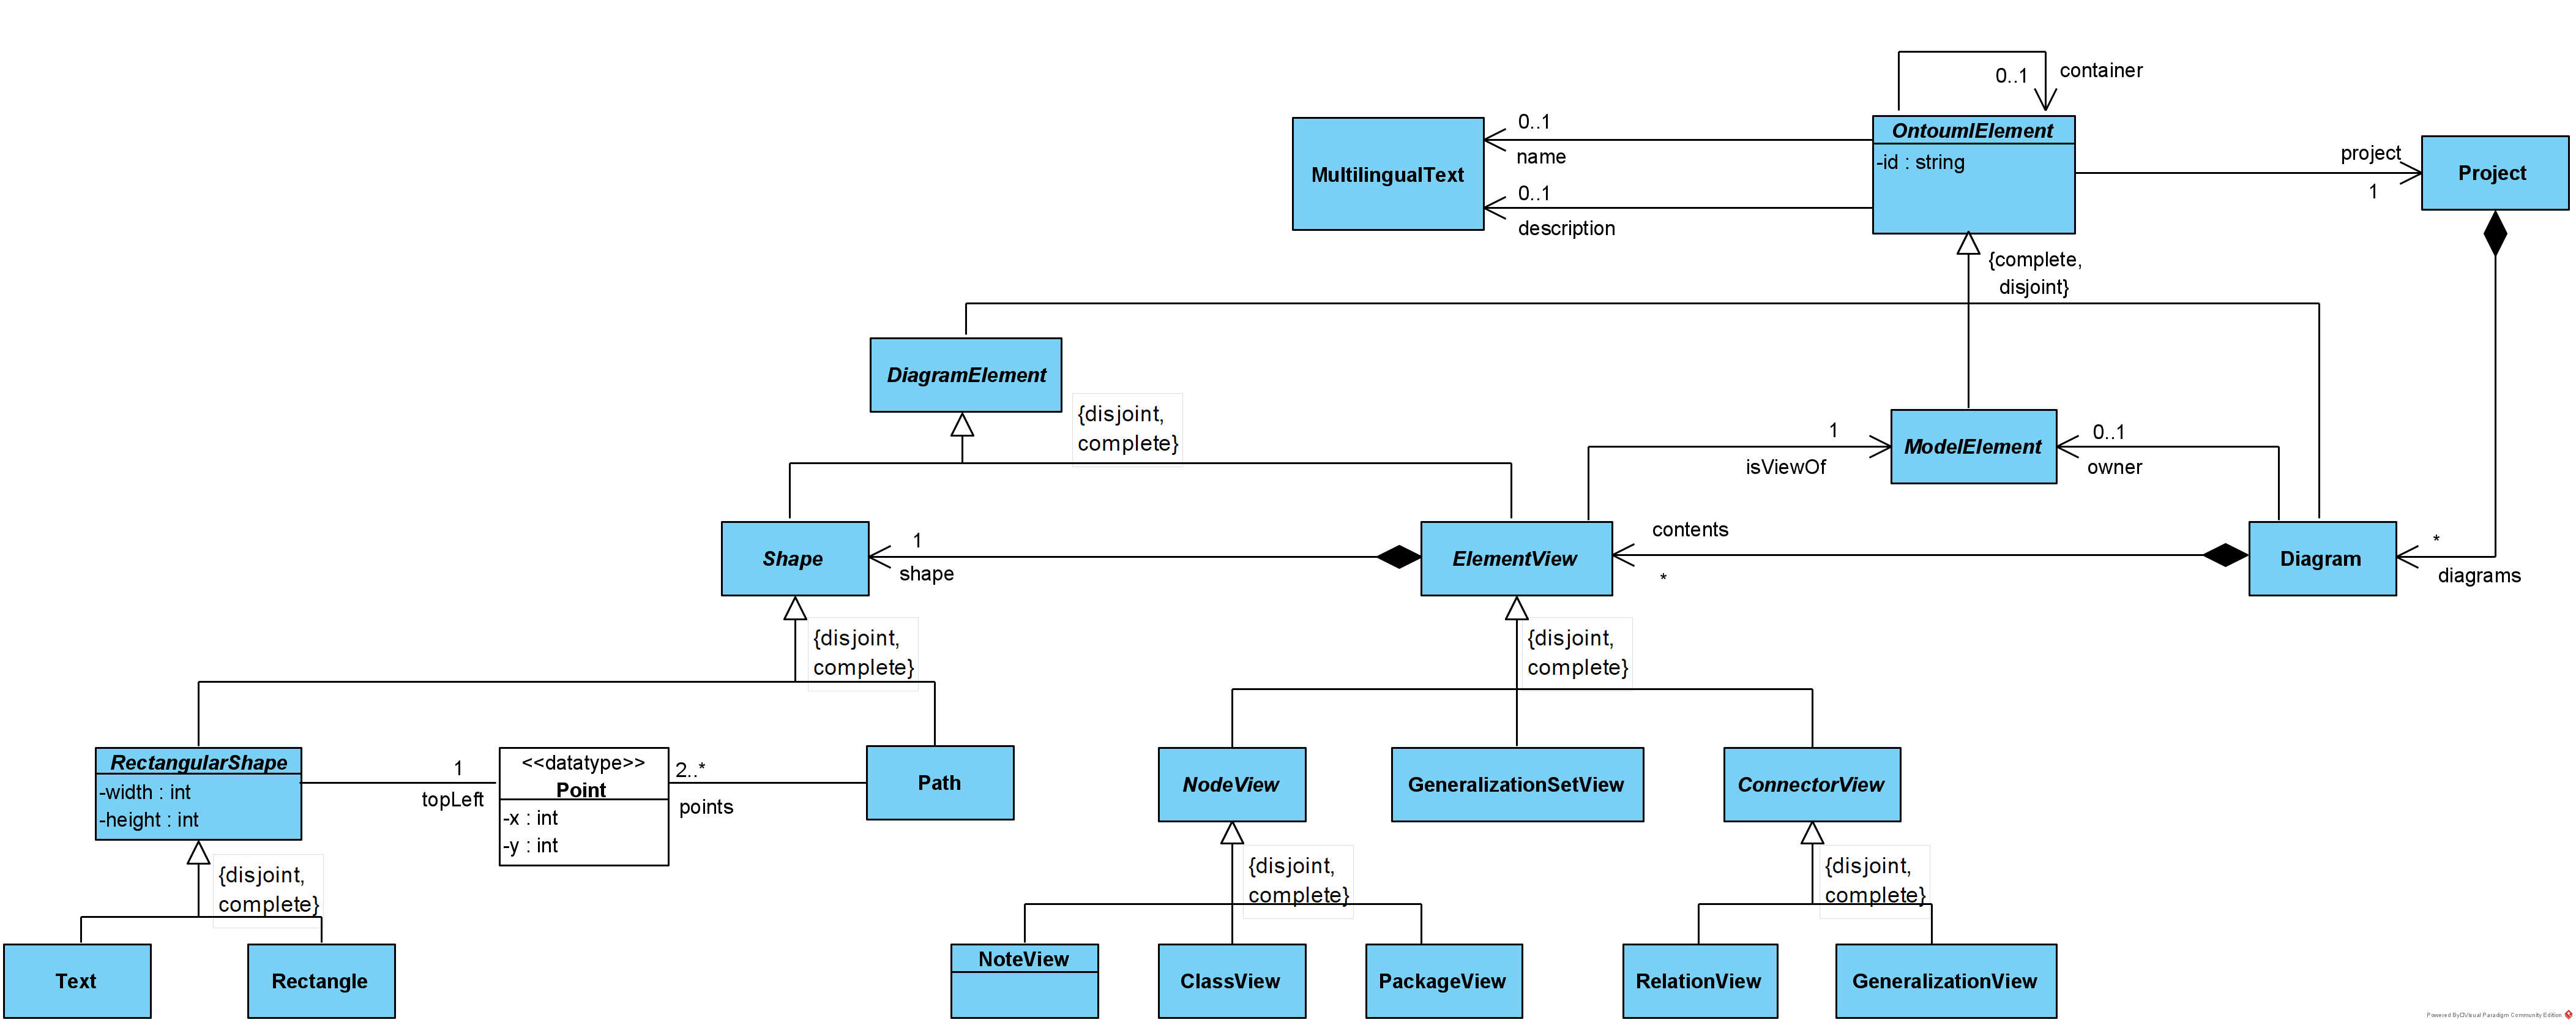 0..1
container
MultilingualText
0..1
name
0..1
description
OntoumlElement
-id : string
project
1
Project
{complete,
disjoint}
DiagramElement
{disjoint,
complete}
1
isViewOf
ModelElement
0..1
owner
Shape
1
shape
ElementView
contents
*
Diagram
*
diagrams
{disjoint,
complete}
{disjoint,
complete}
RectangularShape
-width : int
-height : int
1
topLeft
<<datatype>>
Point
-x : int
-y : int
2..*
points
Path
NodeView
GeneralizationSetView
ConnectorView
{disjoint,
complete}
{disjoint,
complete}
{disjoint,
complete}
Text
Rectangle
NoteView
ClassView
PackageView
RelationView
GeneralizationView
Visual Paradigm Community Edition